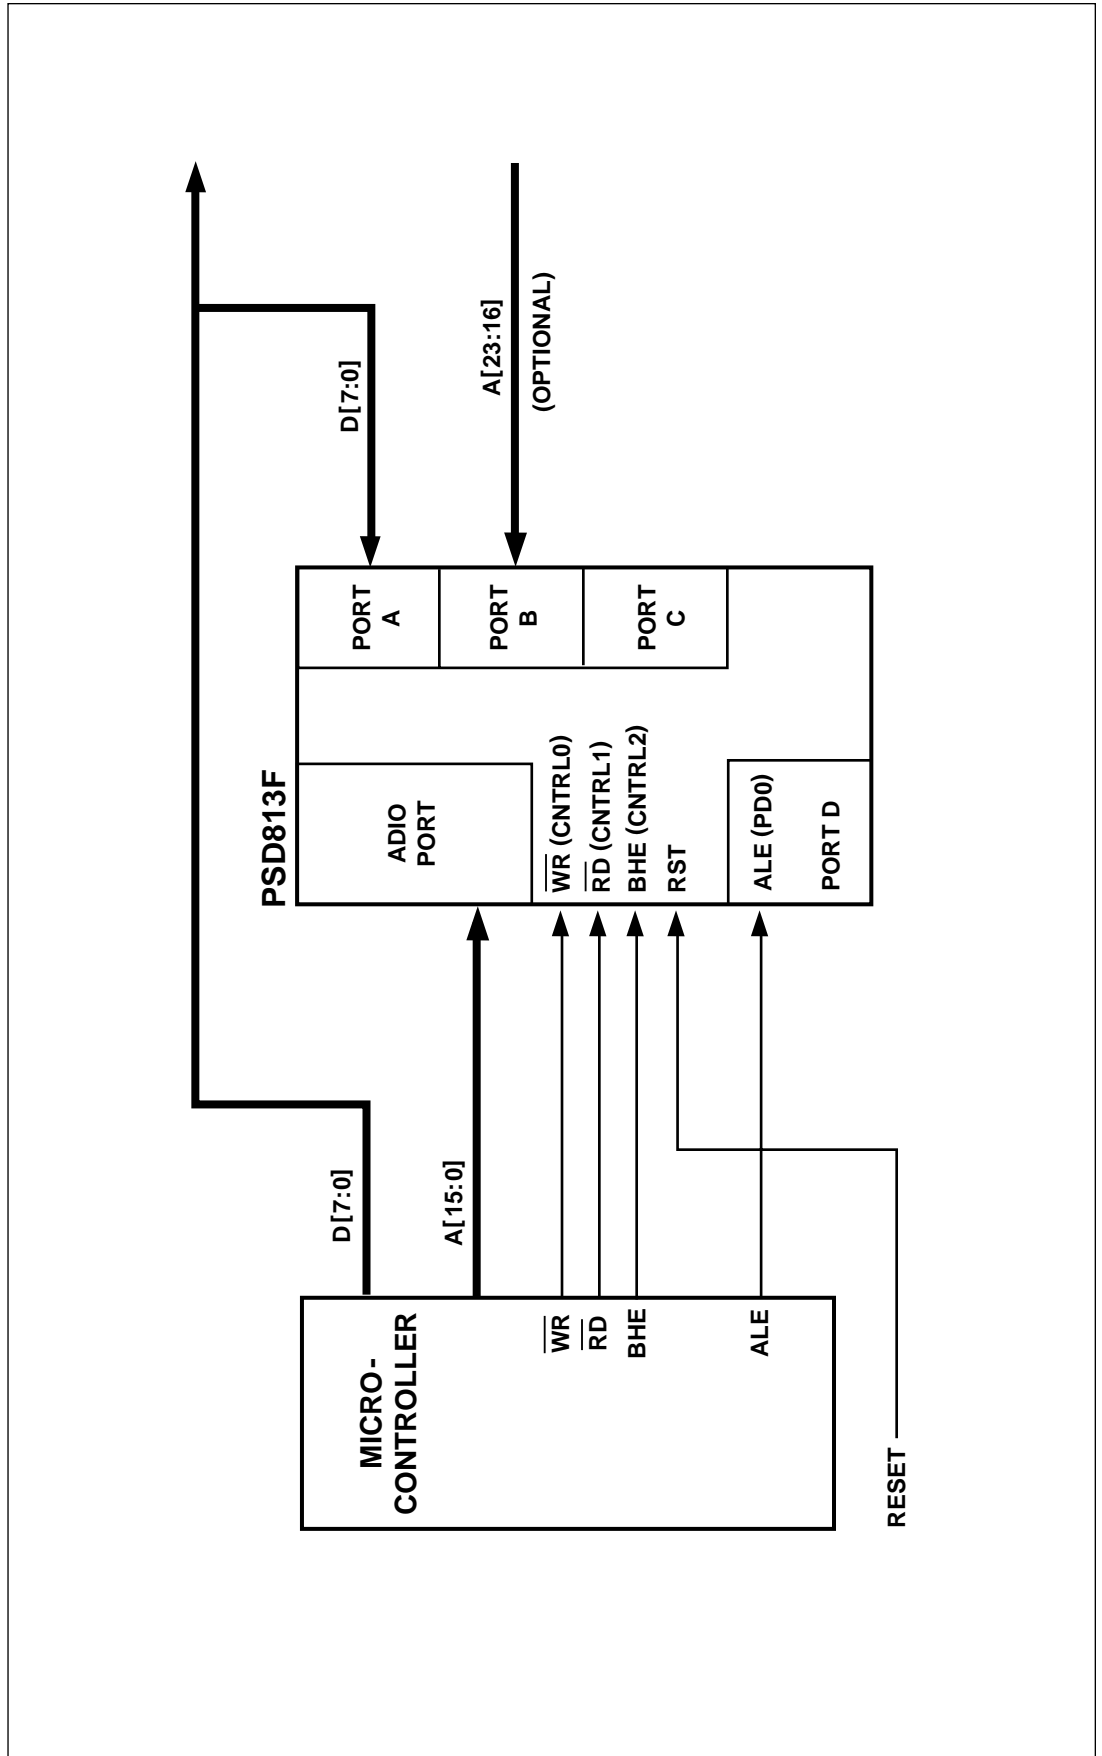 MICRO-
CONTROLLER
D[7:0]
A[15:0]
WR
RD
BHE
ALE
RESET
PSD813F
ADIO
PORT
WR (CNTRL0)
RD (CNTRL1)
BHE (CNTRL2)
RST
ALE (PD0)
PORT D
PORT
A
PORT
B
PORT
C
D[7:0]
A[23:16]
(OPTIONAL)